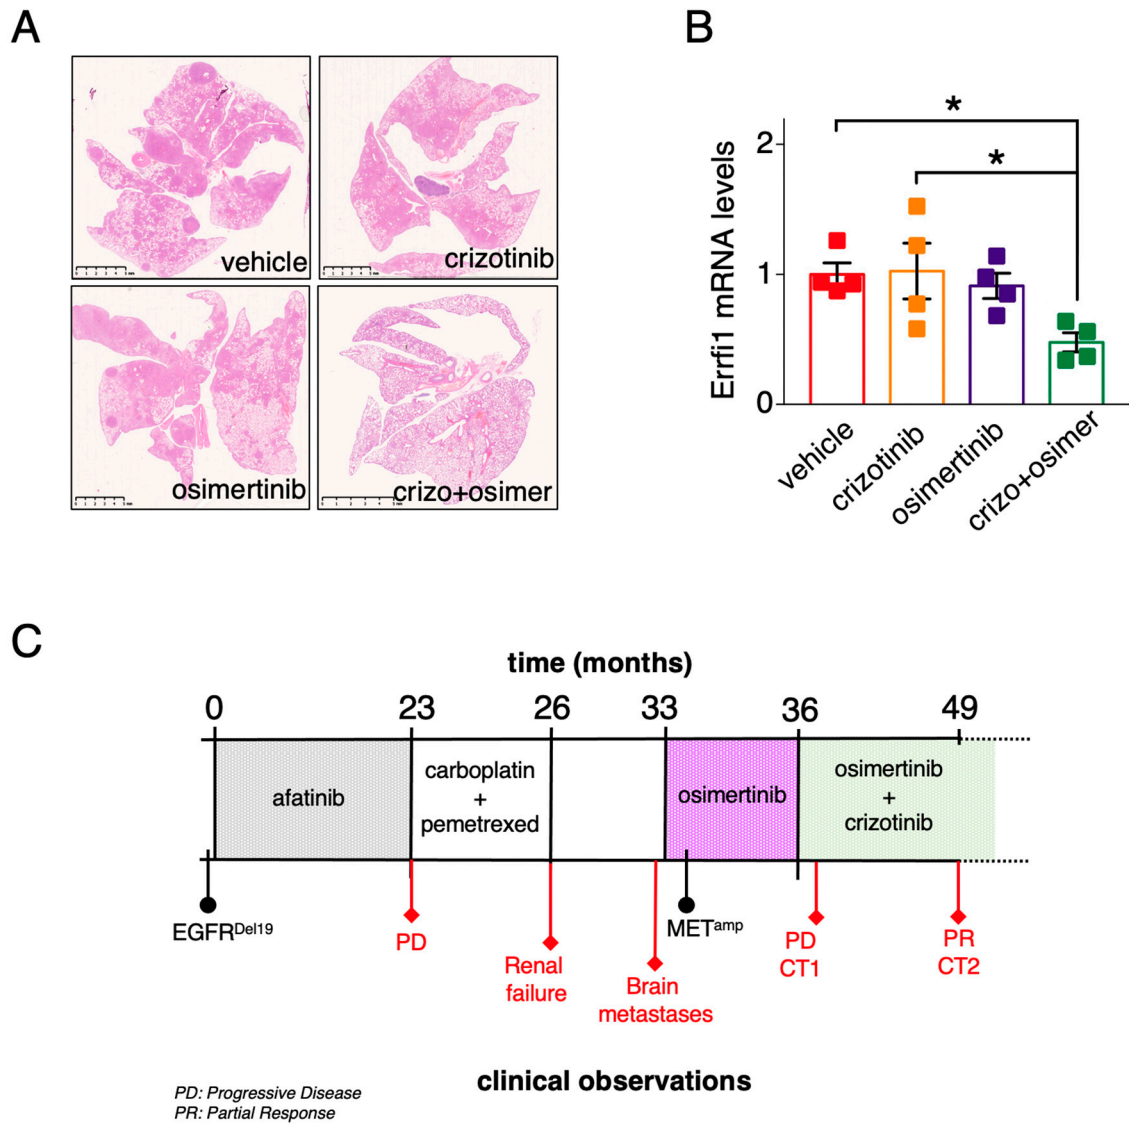 A
vehicle
crizotinib
osimertinib
crizo+osimer
B
Errfi1 mRNA levels
2
1
0
*
*
vehicle
crizotinib
osimertinib
crizo+osimer
C
time (months)
0 23 26 33 36 49
afatinib
carboplatin
+
pemetrexed
osimertinib
osimertinib
+
crizotinib
EGFRDel19
PD
Renal
failure
Brain
metastases
METamp
PD
CT1
PR
CT2
clinical observations
PD: Progressive Disease
PR: Partial Response